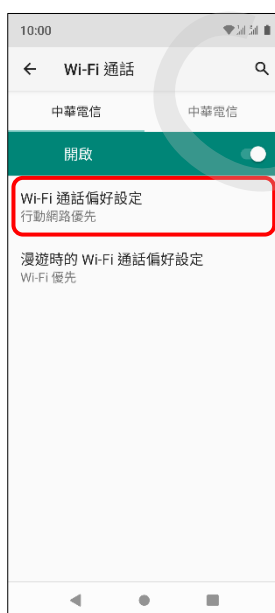 10:00
Wi-Fi 通話
中華電信
中華電信
開啟
Wi-Fi 通話偏好設定
行動網路優先
漫遊時的 Wi-Fi 通話偏好設定
Wi-Fi 優先